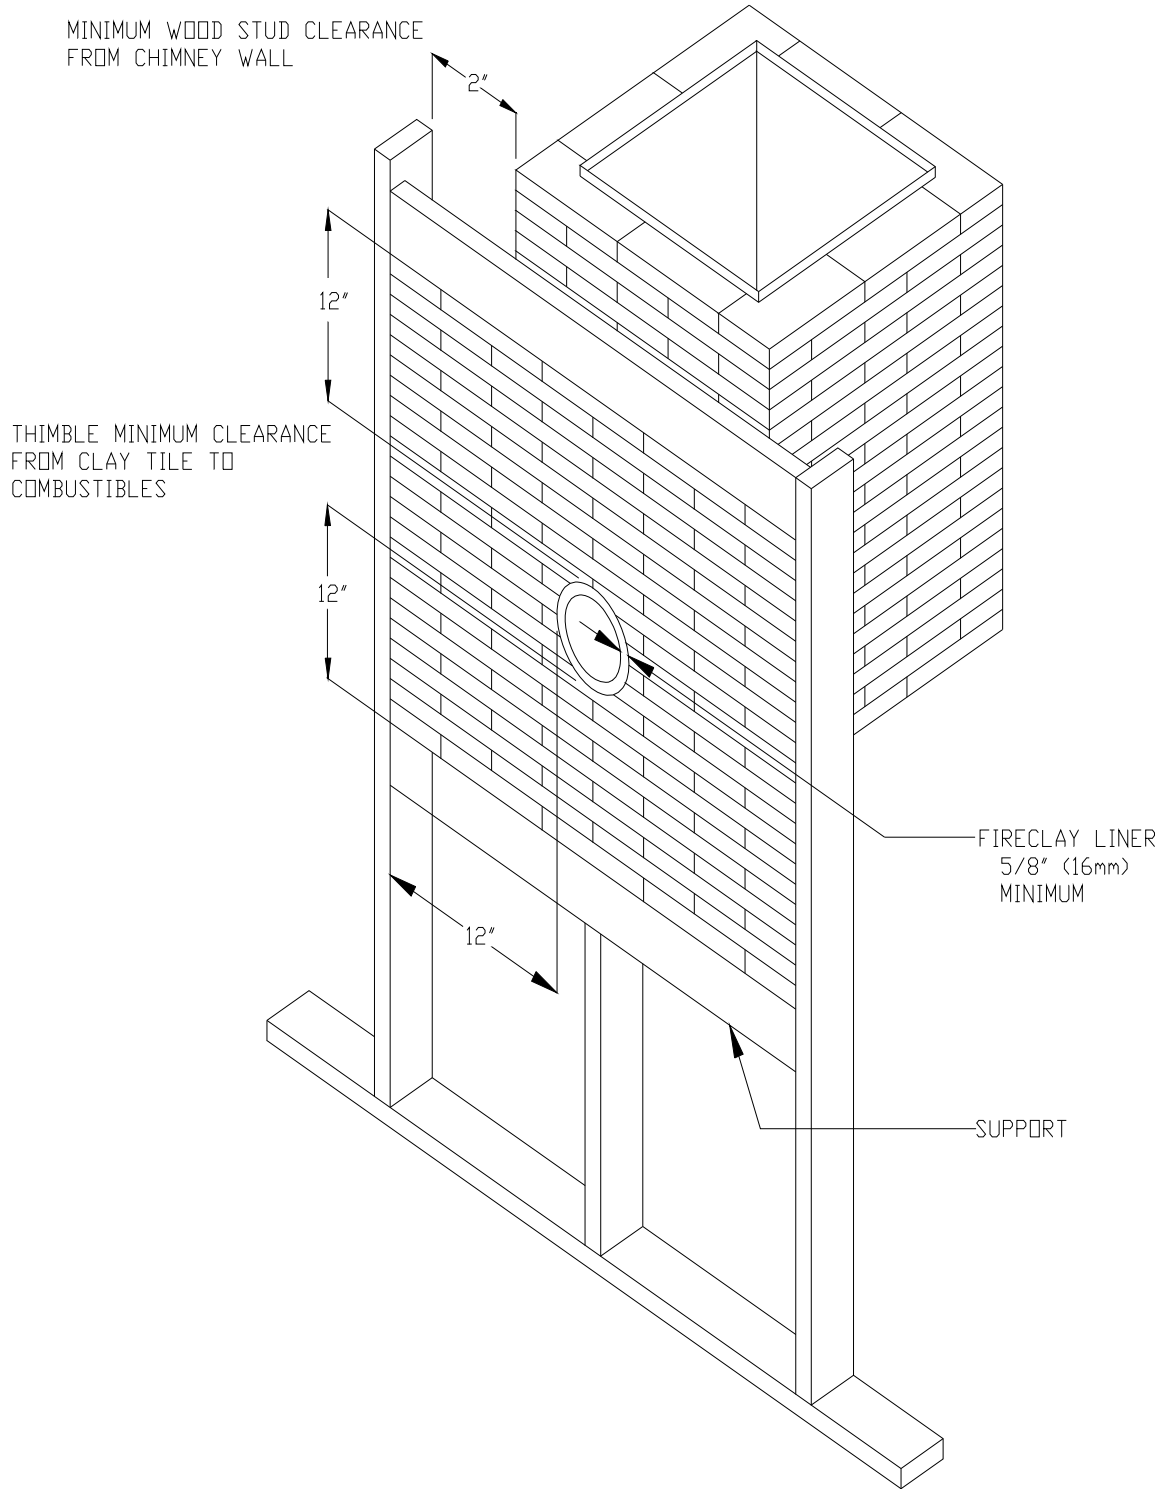 MINIMUM WOOD STUD CLEARANCE
FROM CHIMNEY WALL
2"
12"
THIMBLE MINIMUM CLEARANCE
FROM CLAY TILE TO
COMBUSTIBLES
12"
FIRECLAY LINER
5/8" (16mm)
MINIMUM
12"
SUPPORT